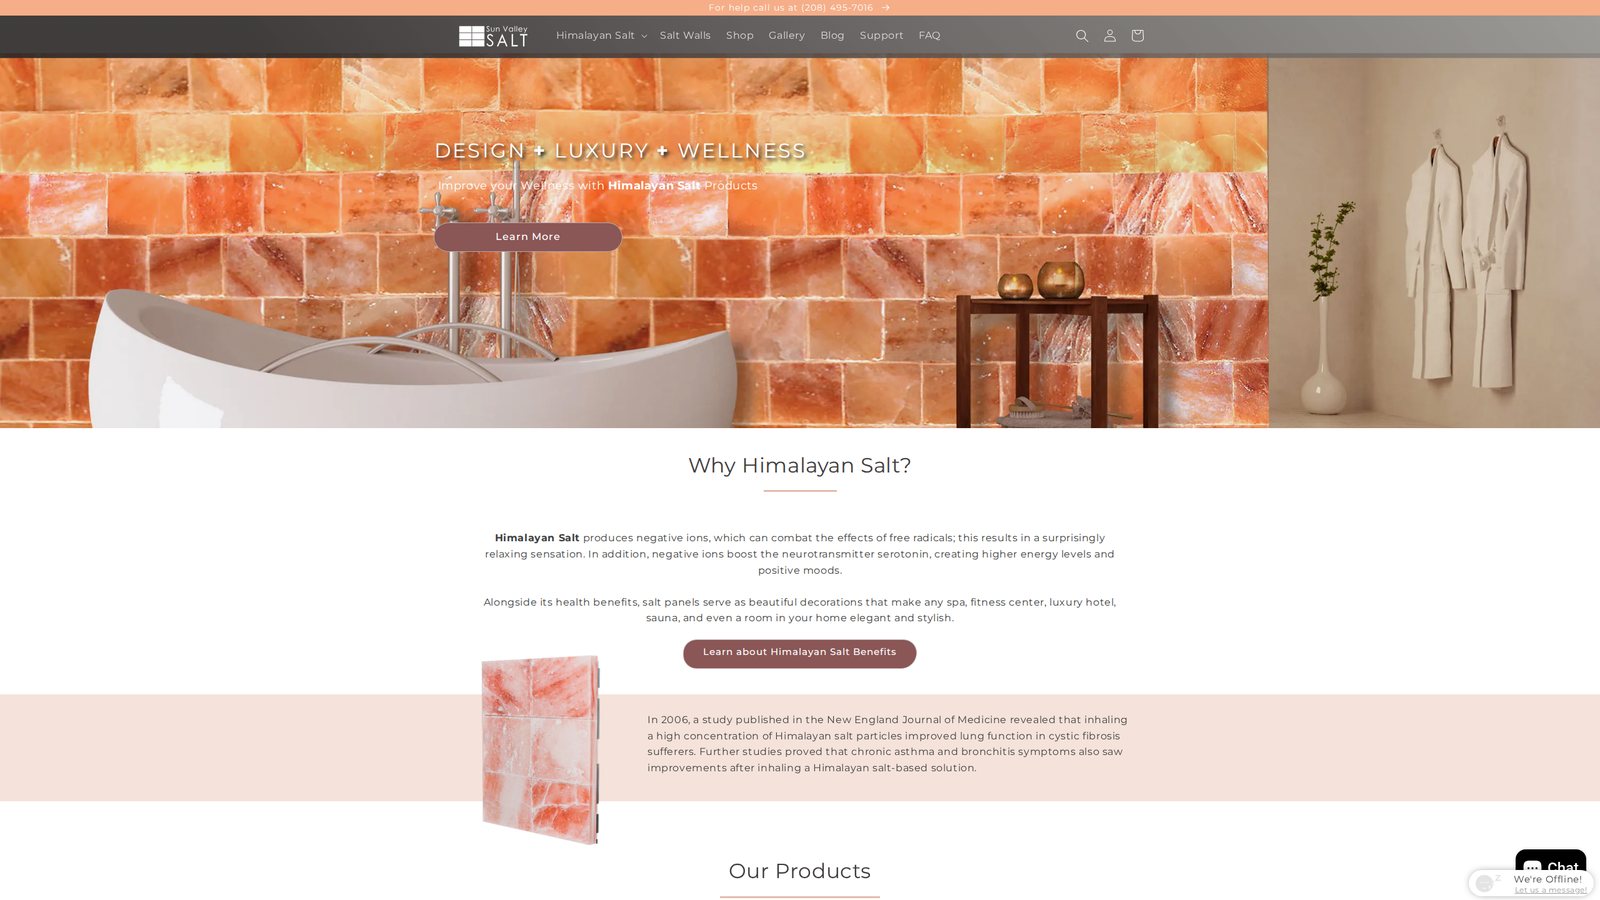 For help call us at (208) 495-7016
Sun Valley
SALT
Himalayan Salt
Salt Walls
Shop
Gallery
Blog
Support
FAQ
DESIGN + LUXURY + WELLNESS
Improve your Wellness with Himalayan Salt Products
Learn More
Why Himalayan Salt?
Himalayan Salt produces negative ions, which can combat the effects of free radicals; this results in a surprisingly
relaxing sensation. In addition, negative ions boost the neurotransmitter serotonin, creating higher energy levels and
positive moods.
Alongside its health benefits, salt panels serve as beautiful decorations that make any spa, fitness center, luxury hotel,
sauna, and even a room in your home elegant and stylish.
Learn about Himalayan Salt Benefits
In 2006, a study published in the New England Journal of Medicine revealed that inhaling
a high concentration of Himalayan salt particles improved lung function in cystic fibrosis
sufferers. Further studies proved that chronic asthma and bronchitis symptoms also saw
improvements after inhaling a Himalayan salt-based solution.
Our Products
Chat
z
We're Offline!
Let us a message!